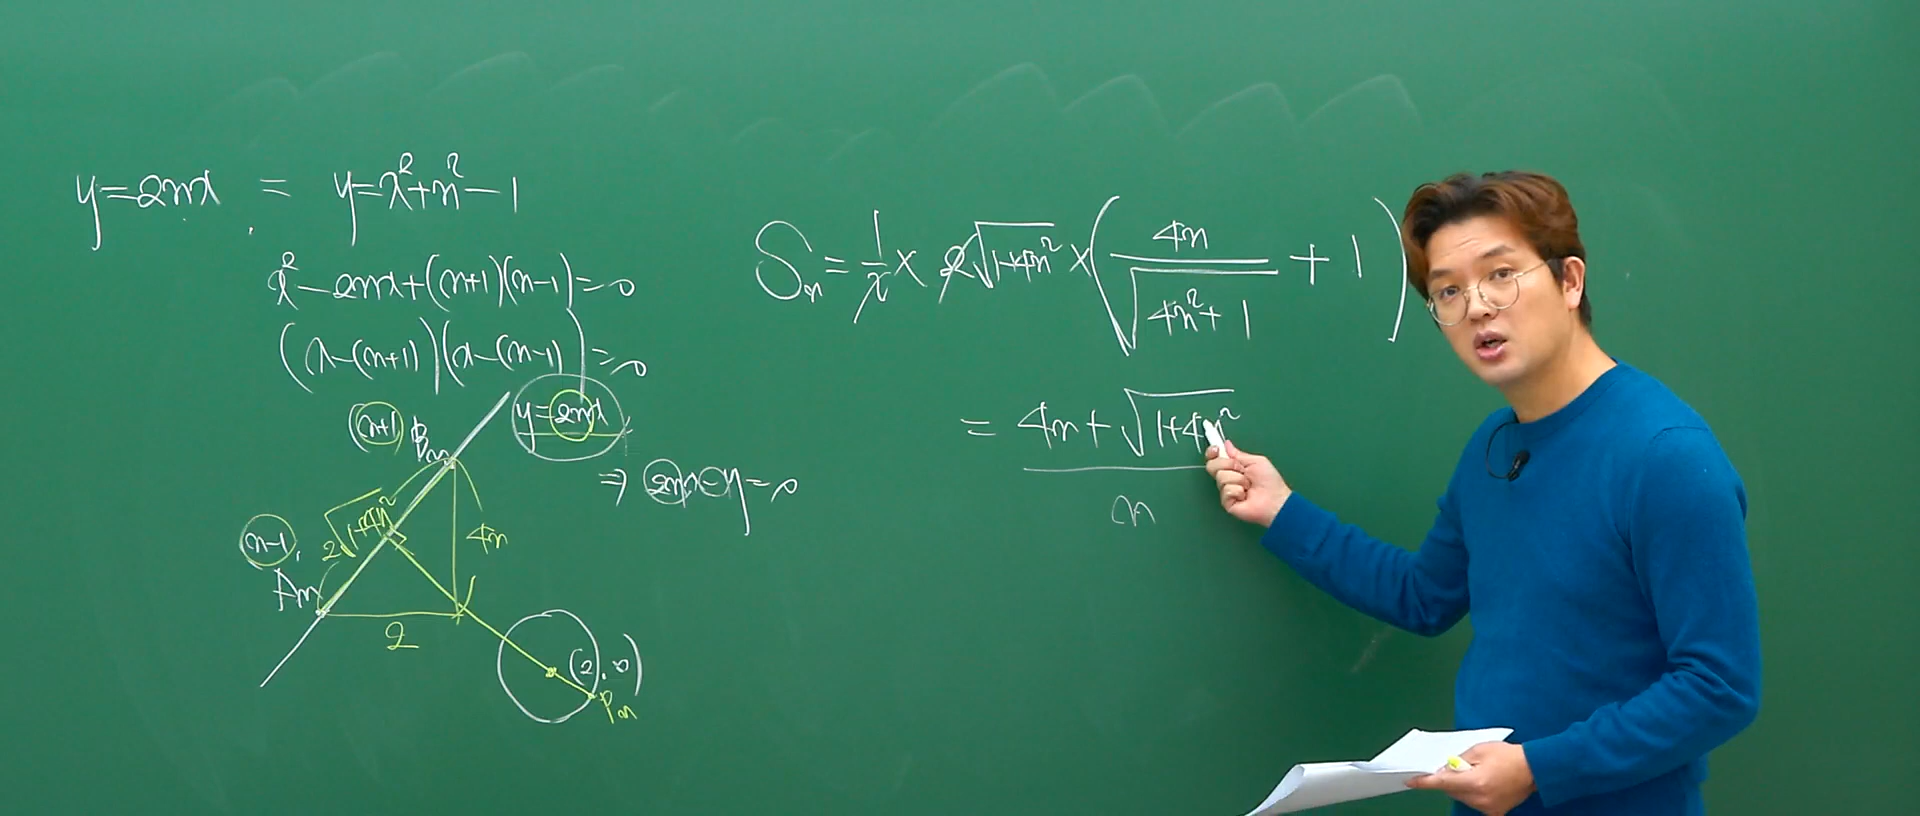 y=2nx = y=x²+n²-1
x²-2nx+(n+1)(n-1)=0
(x-(n+1))(x-(n-1))=0
(n+1, Bₙ y=2nx
⇒ 2nx-y=0
(n-1, 2√1+4n² 4n
Aₙ
2
(2,0)
Pₙ
Sₙ = 1/2 × 2√1+4n² × (4n/√4n²+1 + 1)
= 4n+√1+4n² / n